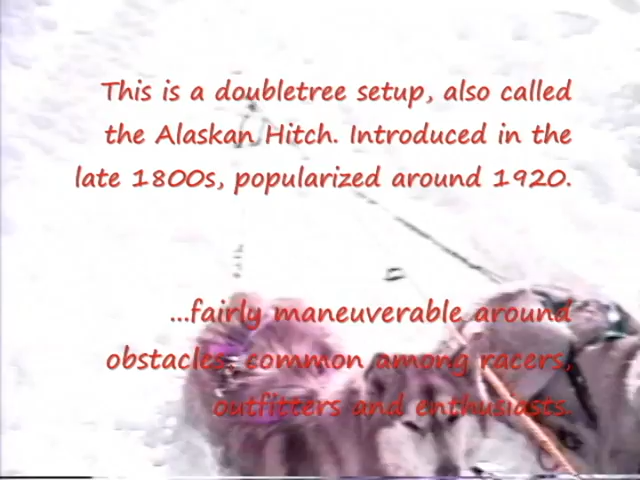 This is a doubletree setup, also called
the Alaskan Hitch. Introduced in the
late 1800s, popularized around 1920.
...fairly maneuverable around
obstacles, common among racers,
outfitters and enthusiasts.